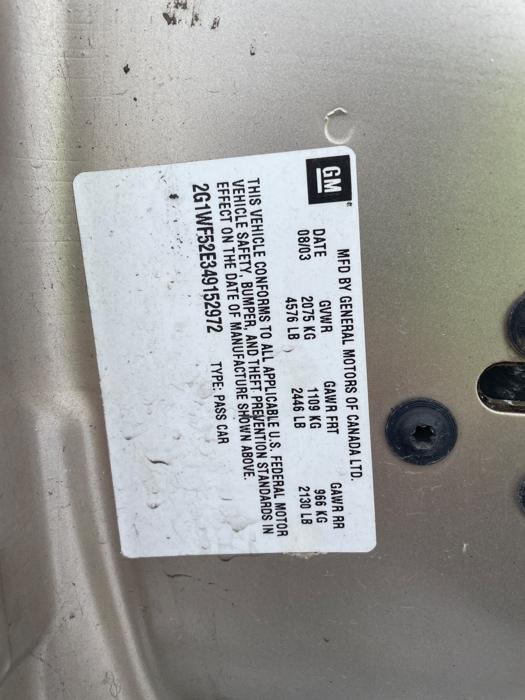 GM
MFD BY GENERAL MOTORS OF CANADA LTD.
DATE GVWR GAWR FRT GAWR RR
08/03 2075 KG 1109 KG 966 KG
4576 LB 2446 LB 2130 LB
THIS VEHICLE CONFORMS TO ALL APPLICABLE U.S. FEDERAL MOTOR
VEHICLE SAFETY, BUMPER, AND THEFT PREVENTION STANDARDS IN
EFFECT ON THE DATE OF MANUFACTURE SHOWN ABOVE.
2G1WF52E349152972 TYPE: PASS CAR